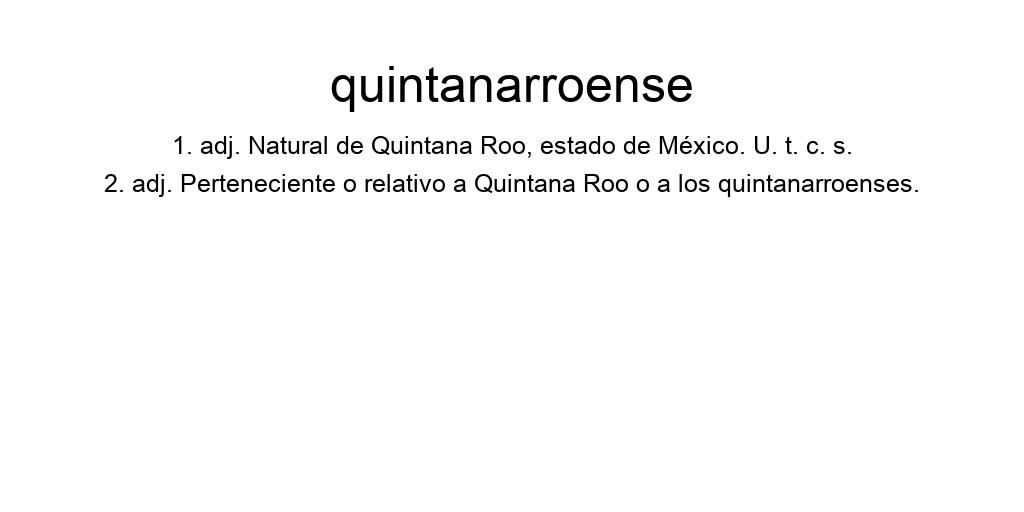 quintanarroense
1. adj. Natural de Quintana Roo, estado de México. U. t. c. s.
2. adj. Perteneciente o relativo a Quintana Roo o a los quintanarroenses.